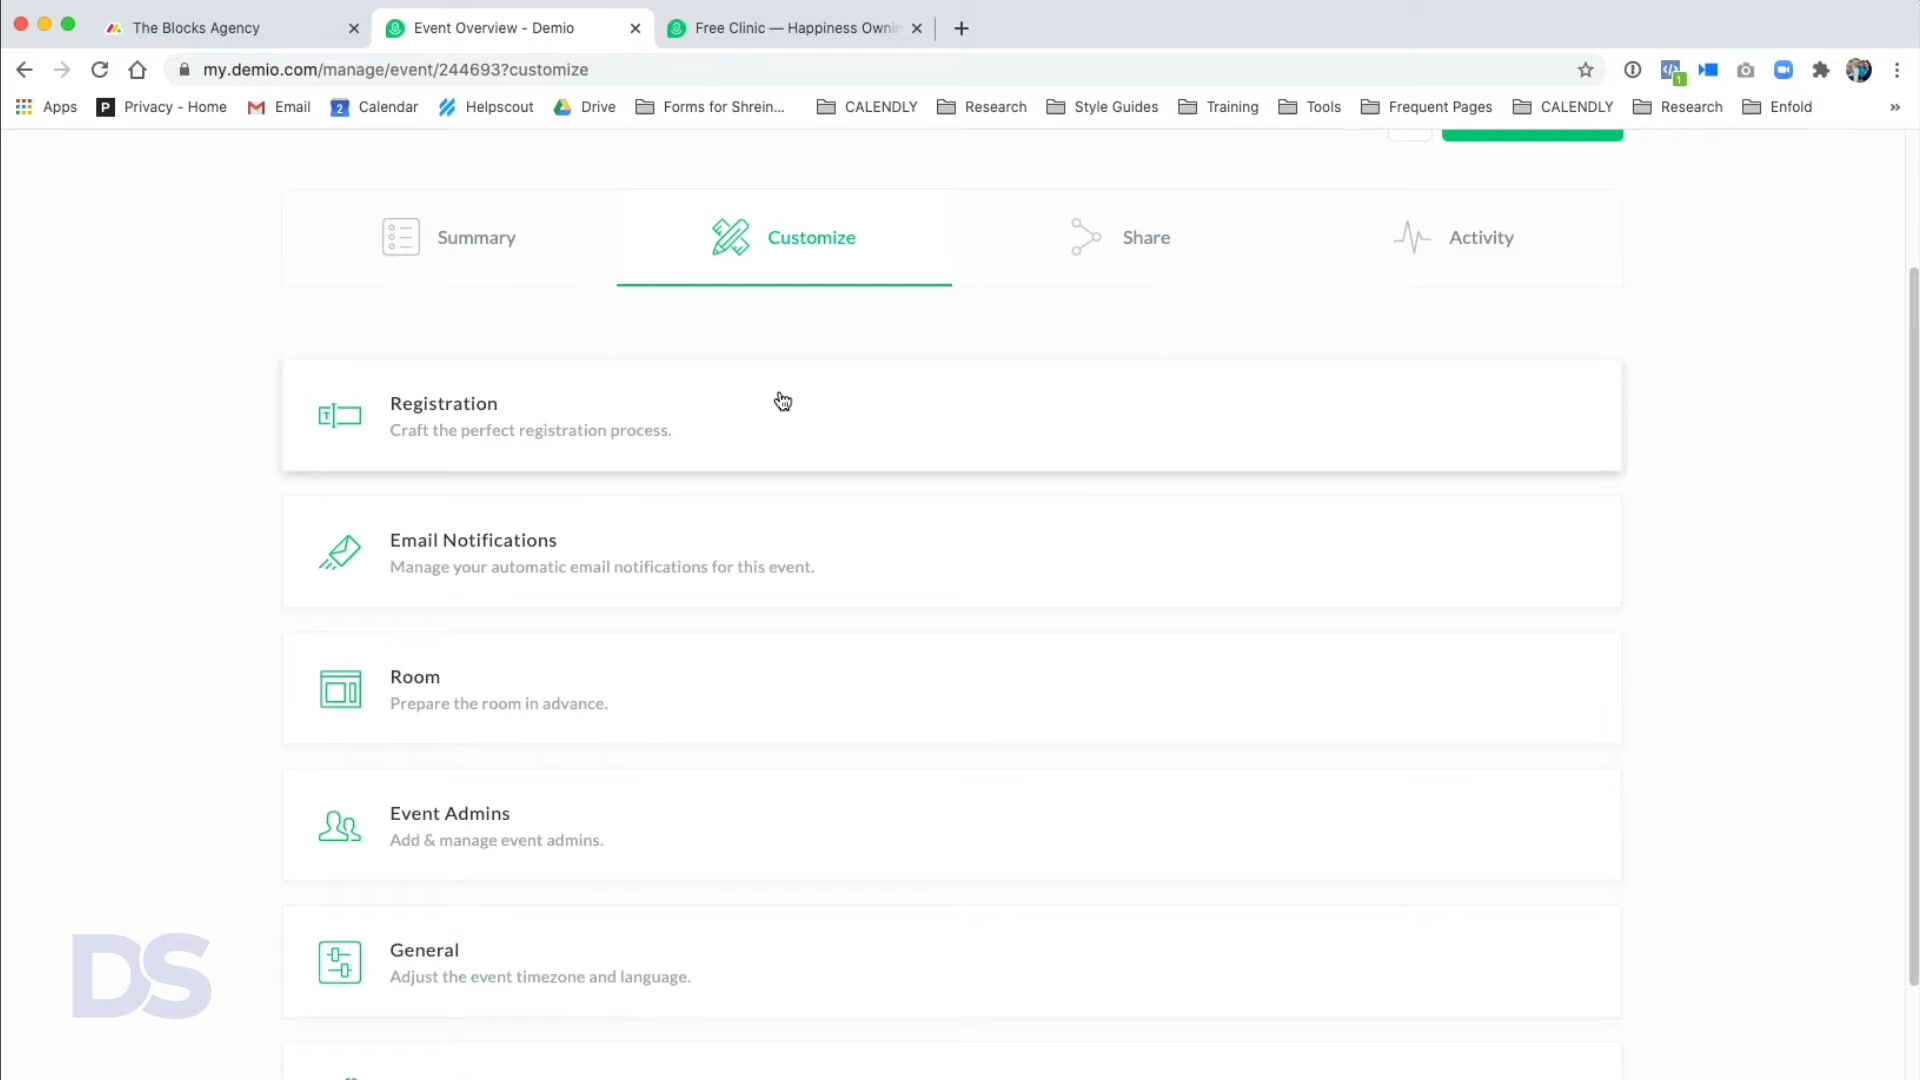 The Blocks Agency
Event Overview - Demio
Free Clinic — Happiness Ownin
my.demio.com/manage/event/244693?customize
1
Apps
P Privacy - Home
Email
2 Calendar
Helpscout
Drive
Forms for Shrein...
CALENDLY
Research
Style Guides
Training
Tools
Frequent Pages
CALENDLY
Research
Enfold
»
Summary
Customize
Share
Activity
T
Registration
Craft the perfect registration process.
Email Notifications
Manage your automatic email notifications for this event.
Room
Prepare the room in advance.
Event Admins
Add & manage event admins.
General
Adjust the event timezone and language.
DS